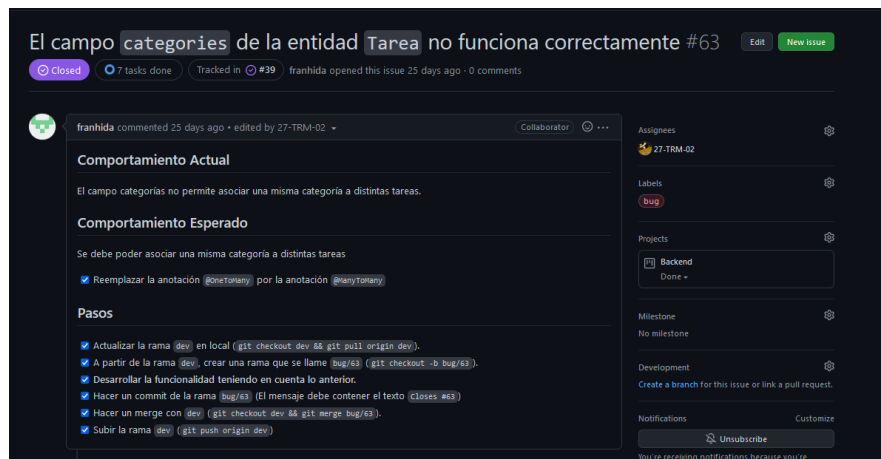 El campo categories de la entidad Tarea no funciona correctamente #63
Edit
New issue
Closed
7 tasks done
Tracked in #39
franhida opened this issue 25 days ago · 0 comments
franhida commented 25 days ago • edited by 27-TRM-02
Collaborator
Comportamiento Actual
El campo categorías no permite asociar una misma categoría a distintas tareas.
Comportamiento Esperado
Se debe poder asociar una misma categoría a distintas tareas
Reemplazar la anotación @OneToMany por la anotación @ManyToMany
Pasos
Actualizar la rama dev en local (git checkout dev && git pull origin dev).
A partir de la rama dev, crear una rama que se llame bug/63 (git checkout -b bug/63).
Desarrollar la funcionalidad teniendo en cuenta lo anterior.
Hacer un commit de la rama bug/63 (El mensaje debe contener el texto Closes #63)
Hacer un merge con dev (git checkout dev && git merge bug/63).
Subir la rama dev (git push origin dev)
Assignees
27-TRM-02
Labels
bug
Projects
Backend
Done
Milestone
No milestone
Development
Create a branch for this issue or link a pull request.
Notifications
Customize
Unsubscribe
You're receiving notifications because you're